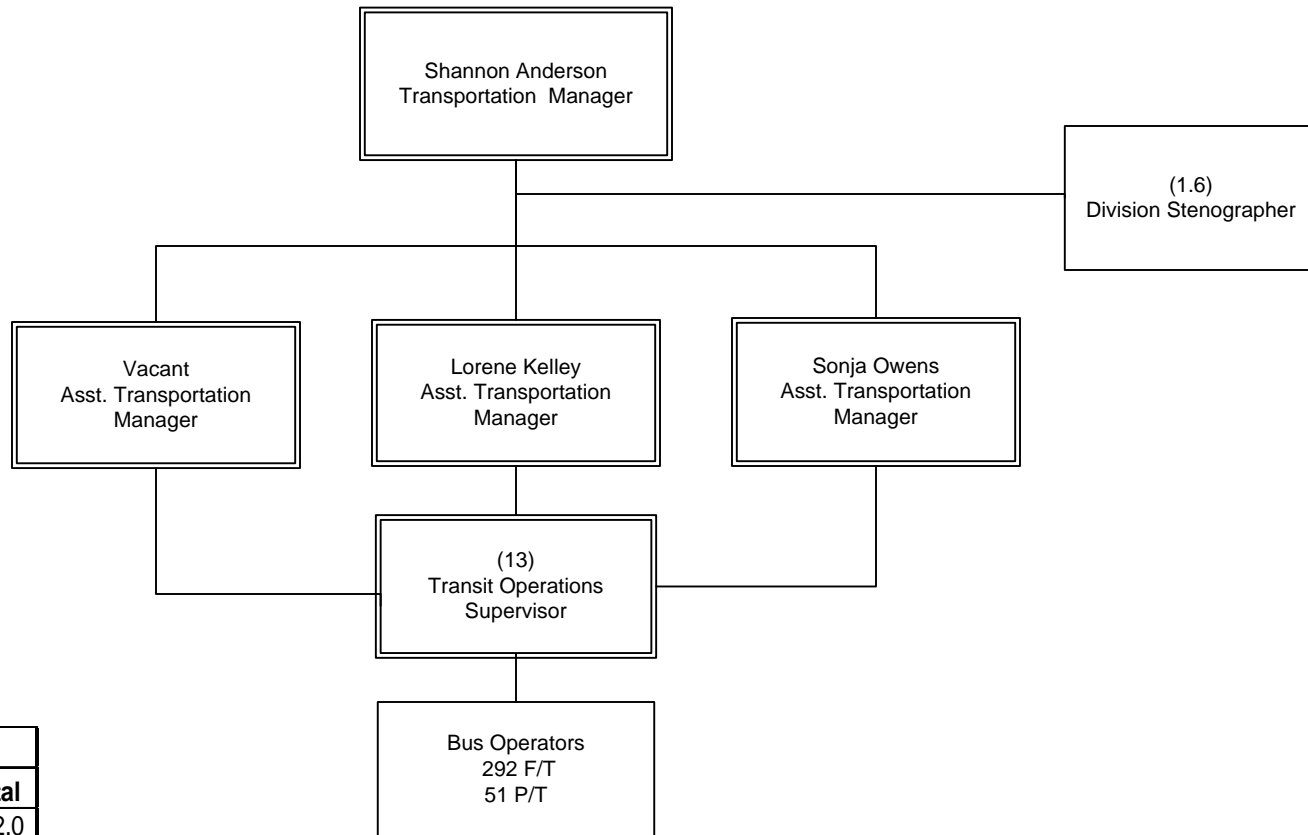 Shannon Anderson
Transportation Manager
(1.6)
Division Stenographer
Vacant
Asst. Transportation
Manager
Lorene Kelley
Asst. Transportation
Manager
Sonja Owens
Asst. Transportation
Manager
(13)
Transit Operations
Supervisor
Bus Operators
292 F/T
51 P/T